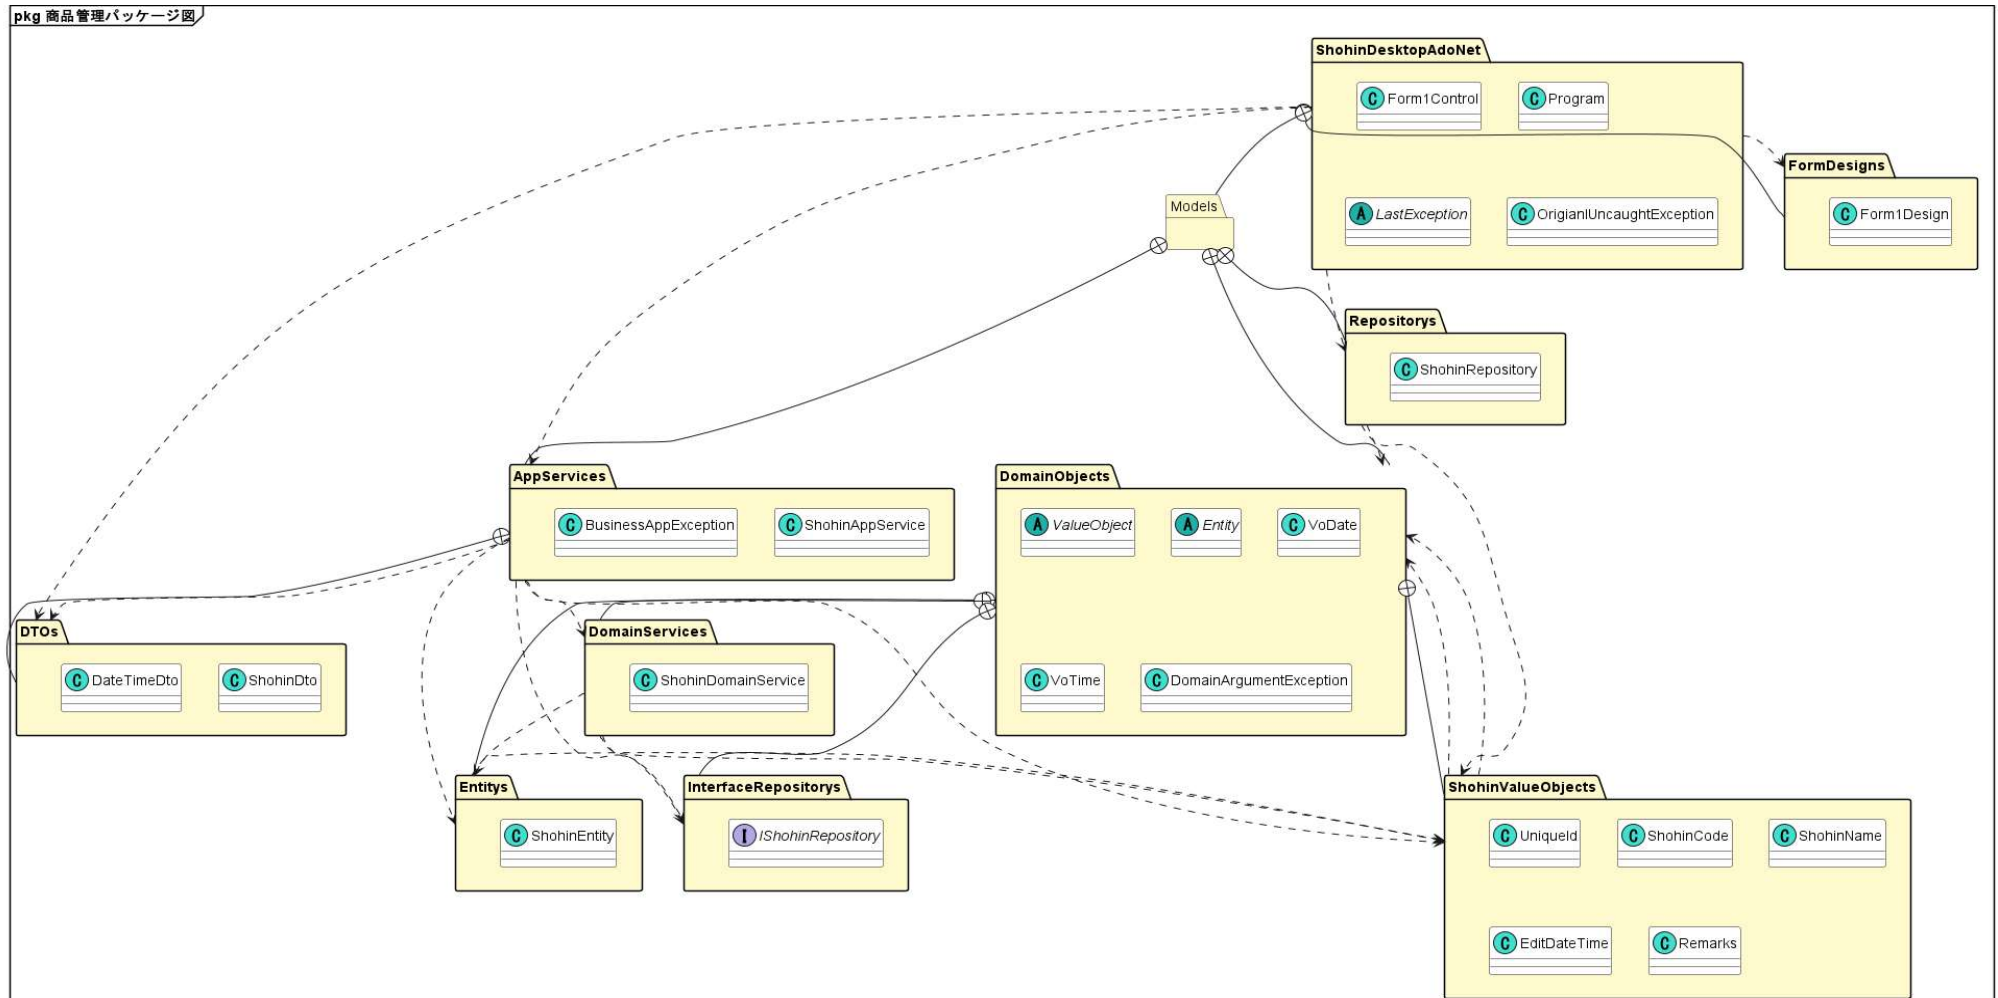 pkg 商品管理パッケージ図
ShohinDesktopAdoNet
C Form1Control
C Program
A LastException
C OrigianlUncaughtException
FormDesigns
C Form1Design
Models
Repositorys
C ShohinRepository
AppServices
C BusinessAppException
C ShohinAppService
DomainObjects
A ValueObject
A Entity
C VoDate
C VoTime
C DomainArgumentException
DTOs
C DateTimeDto
C ShohinDto
DomainServices
C ShohinDomainService
Entitys
C ShohinEntity
InterfaceRepositorys
I IShohinRepository
ShohinValueObjects
C UniqueId
C ShohinCode
C ShohinName
C EditDateTime
C Remarks